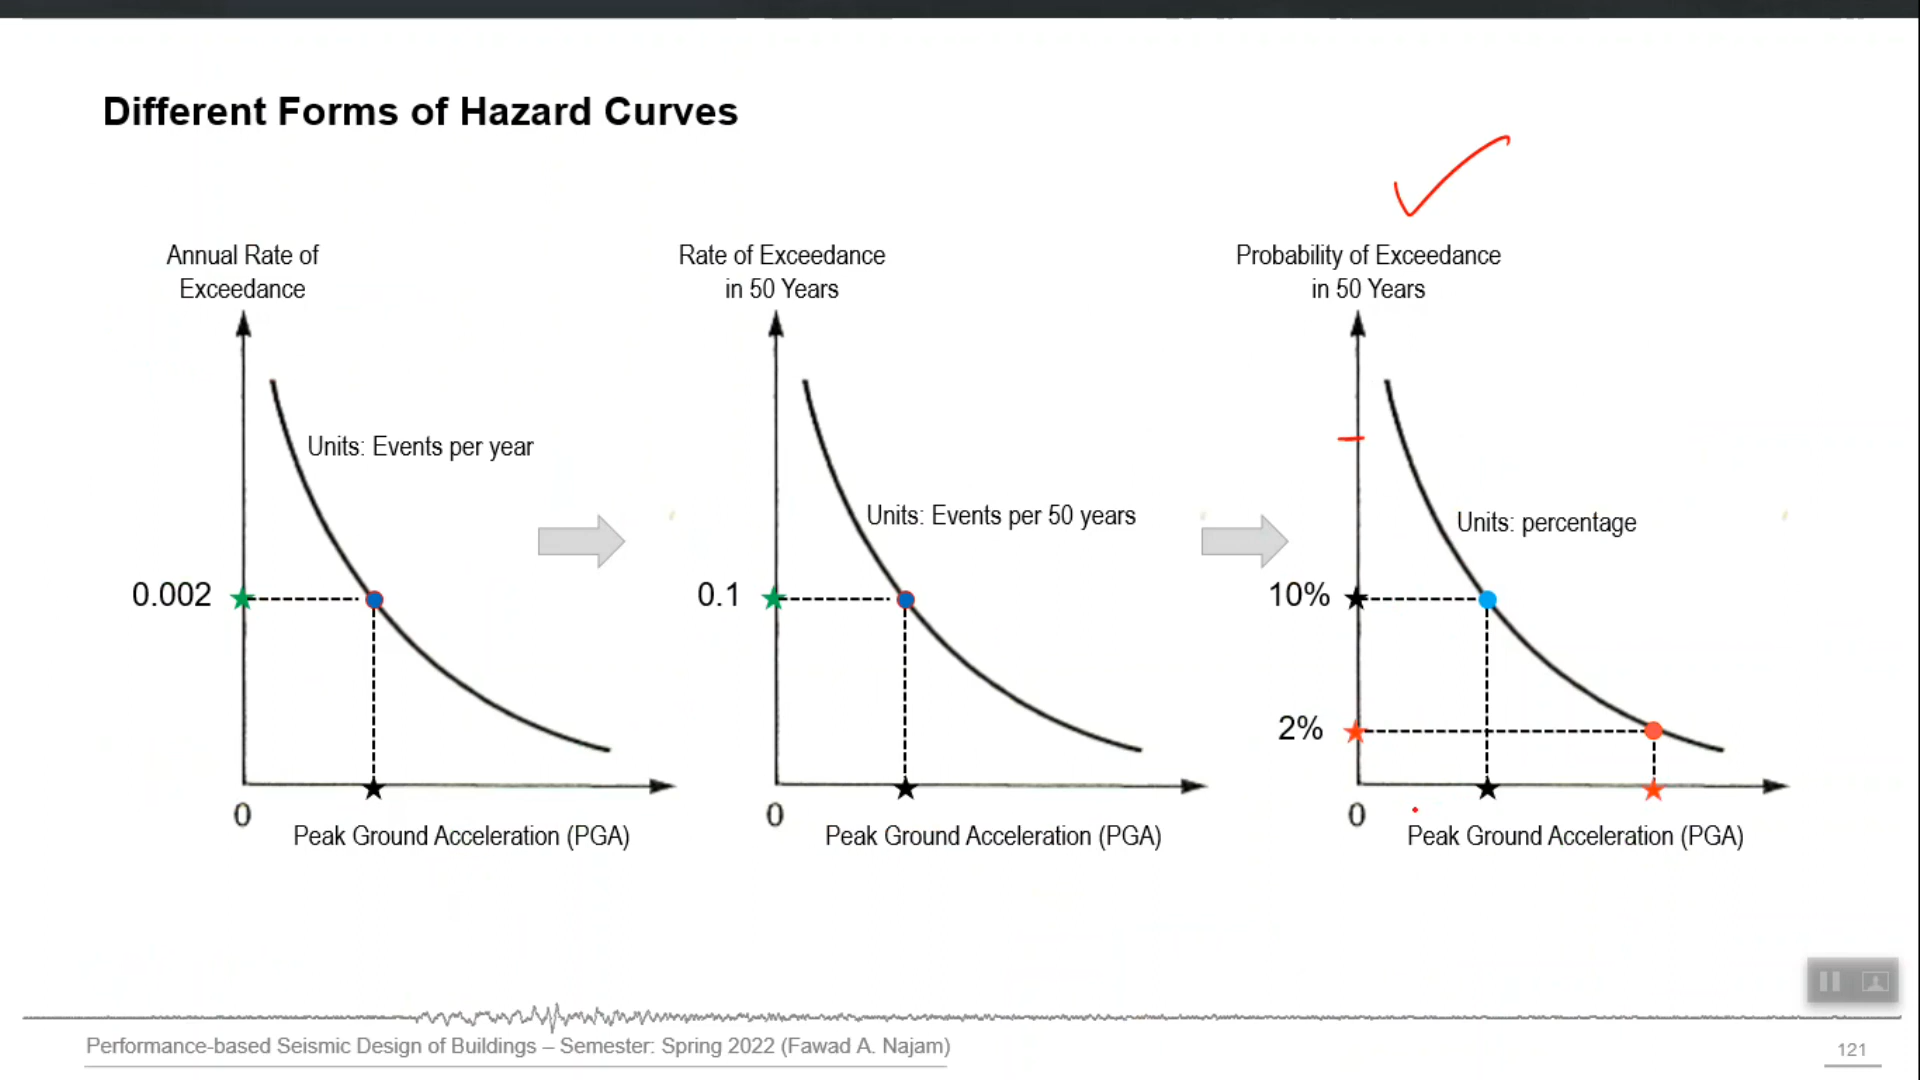 Different Forms of Hazard Curves
Annual Rate of
Exceedance
Units: Events per year
0.002
0
Peak Ground Acceleration (PGA)
Rate of Exceedance
in 50 Years
Units: Events per 50 years
0.1
0
Peak Ground Acceleration (PGA)
Probability of Exceedance
in 50 Years
Units: percentage
10%
2%
0
Peak Ground Acceleration (PGA)
Performance-based Seismic Design of Buildings – Semester: Spring 2022 (Fawad A. Najam)
121